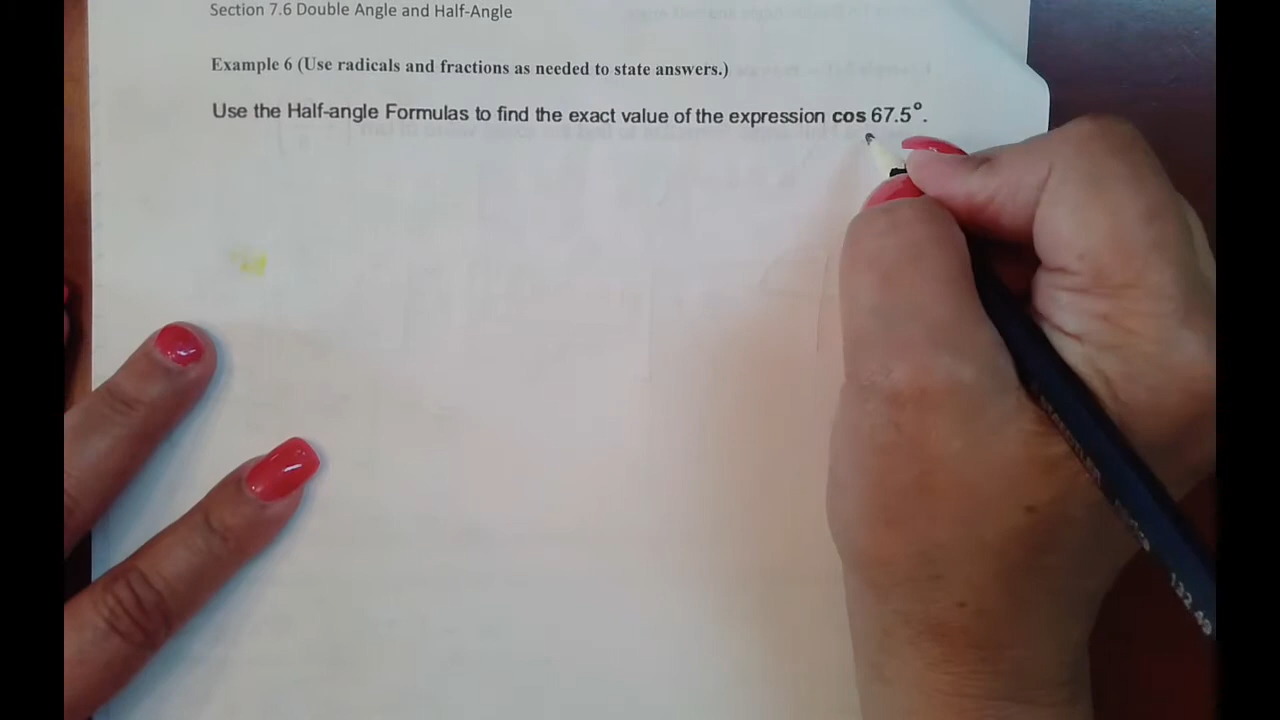 Section 7.6 Double Angle and Half-Angle
Example 6 (Use radicals and fractions as needed to state answers.)
Use the Half-angle Formulas to find the exact value of the expression cos 67.5°.